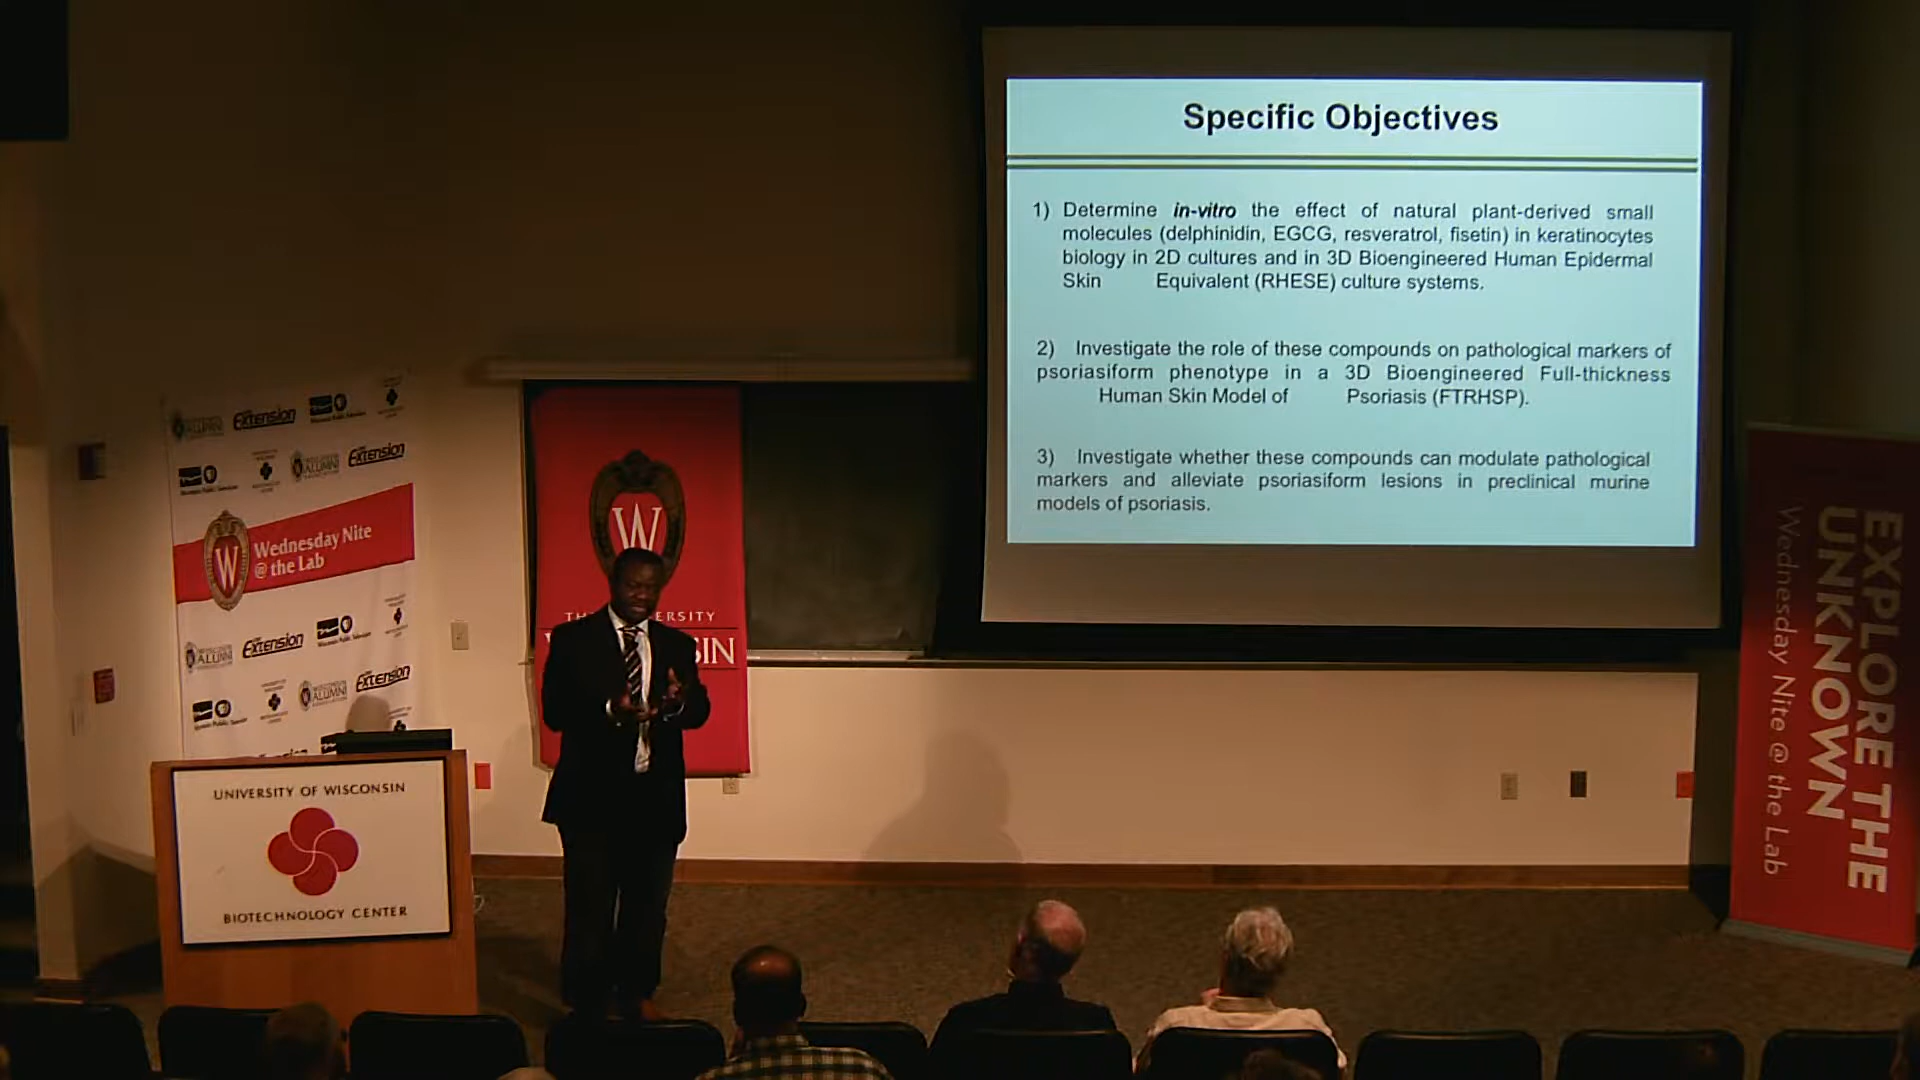 Specific Objectives
1) Determine in-vitro the effect of natural plant-derived small
molecules (delphinidin, EGCG, resveratrol, fisetin) in keratinocytes
biology in 2D cultures and in 3D Bioengineered Human Epidermal
Skin Equivalent (RHESE) culture systems.
2) Investigate the role of these compounds on pathological markers of
psoriasiform phenotype in a 3D Bioengineered Full-thickness
Human Skin Model of Psoriasis (FTRHSP).
3) Investigate whether these compounds can modulate pathological
markers and alleviate psoriasiform lesions in preclinical murine
models of psoriasis.
ALUMNI
Extension
ALUMNI
Extension
W
Wednesday Nite
@ the Lab
ALUMNI
Extension
ALUMNI
Extension
W
UNIVERSITY OF WISCONSIN
BIOTECHNOLOGY CENTER
EXPLORE THE
UNKNOWN
Wednesday Nite @ the Lab